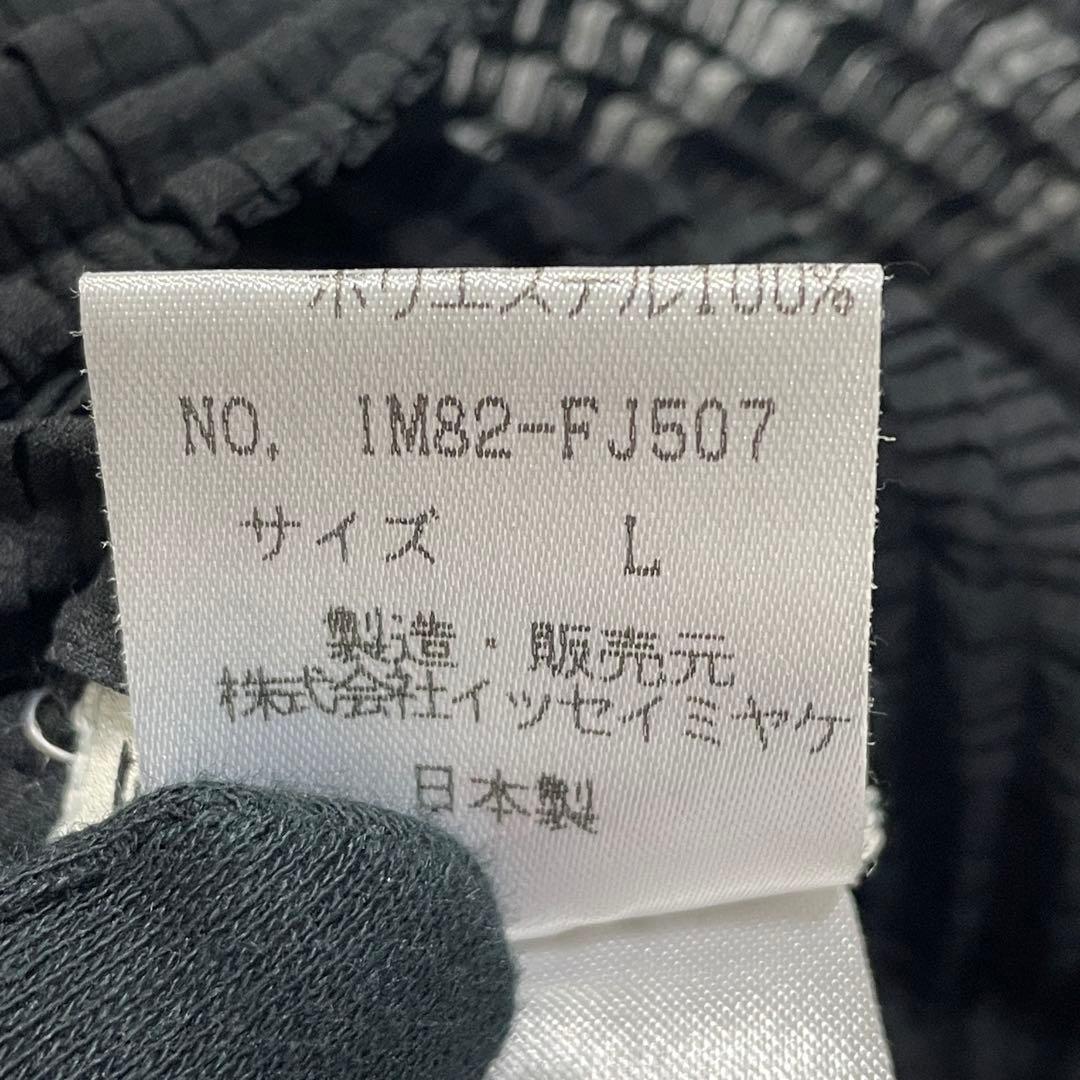 ポリエステル100%
NO. IM82-FJ507
サイズ L
製造・販売元
株式会社イッセイミヤケ
日本製